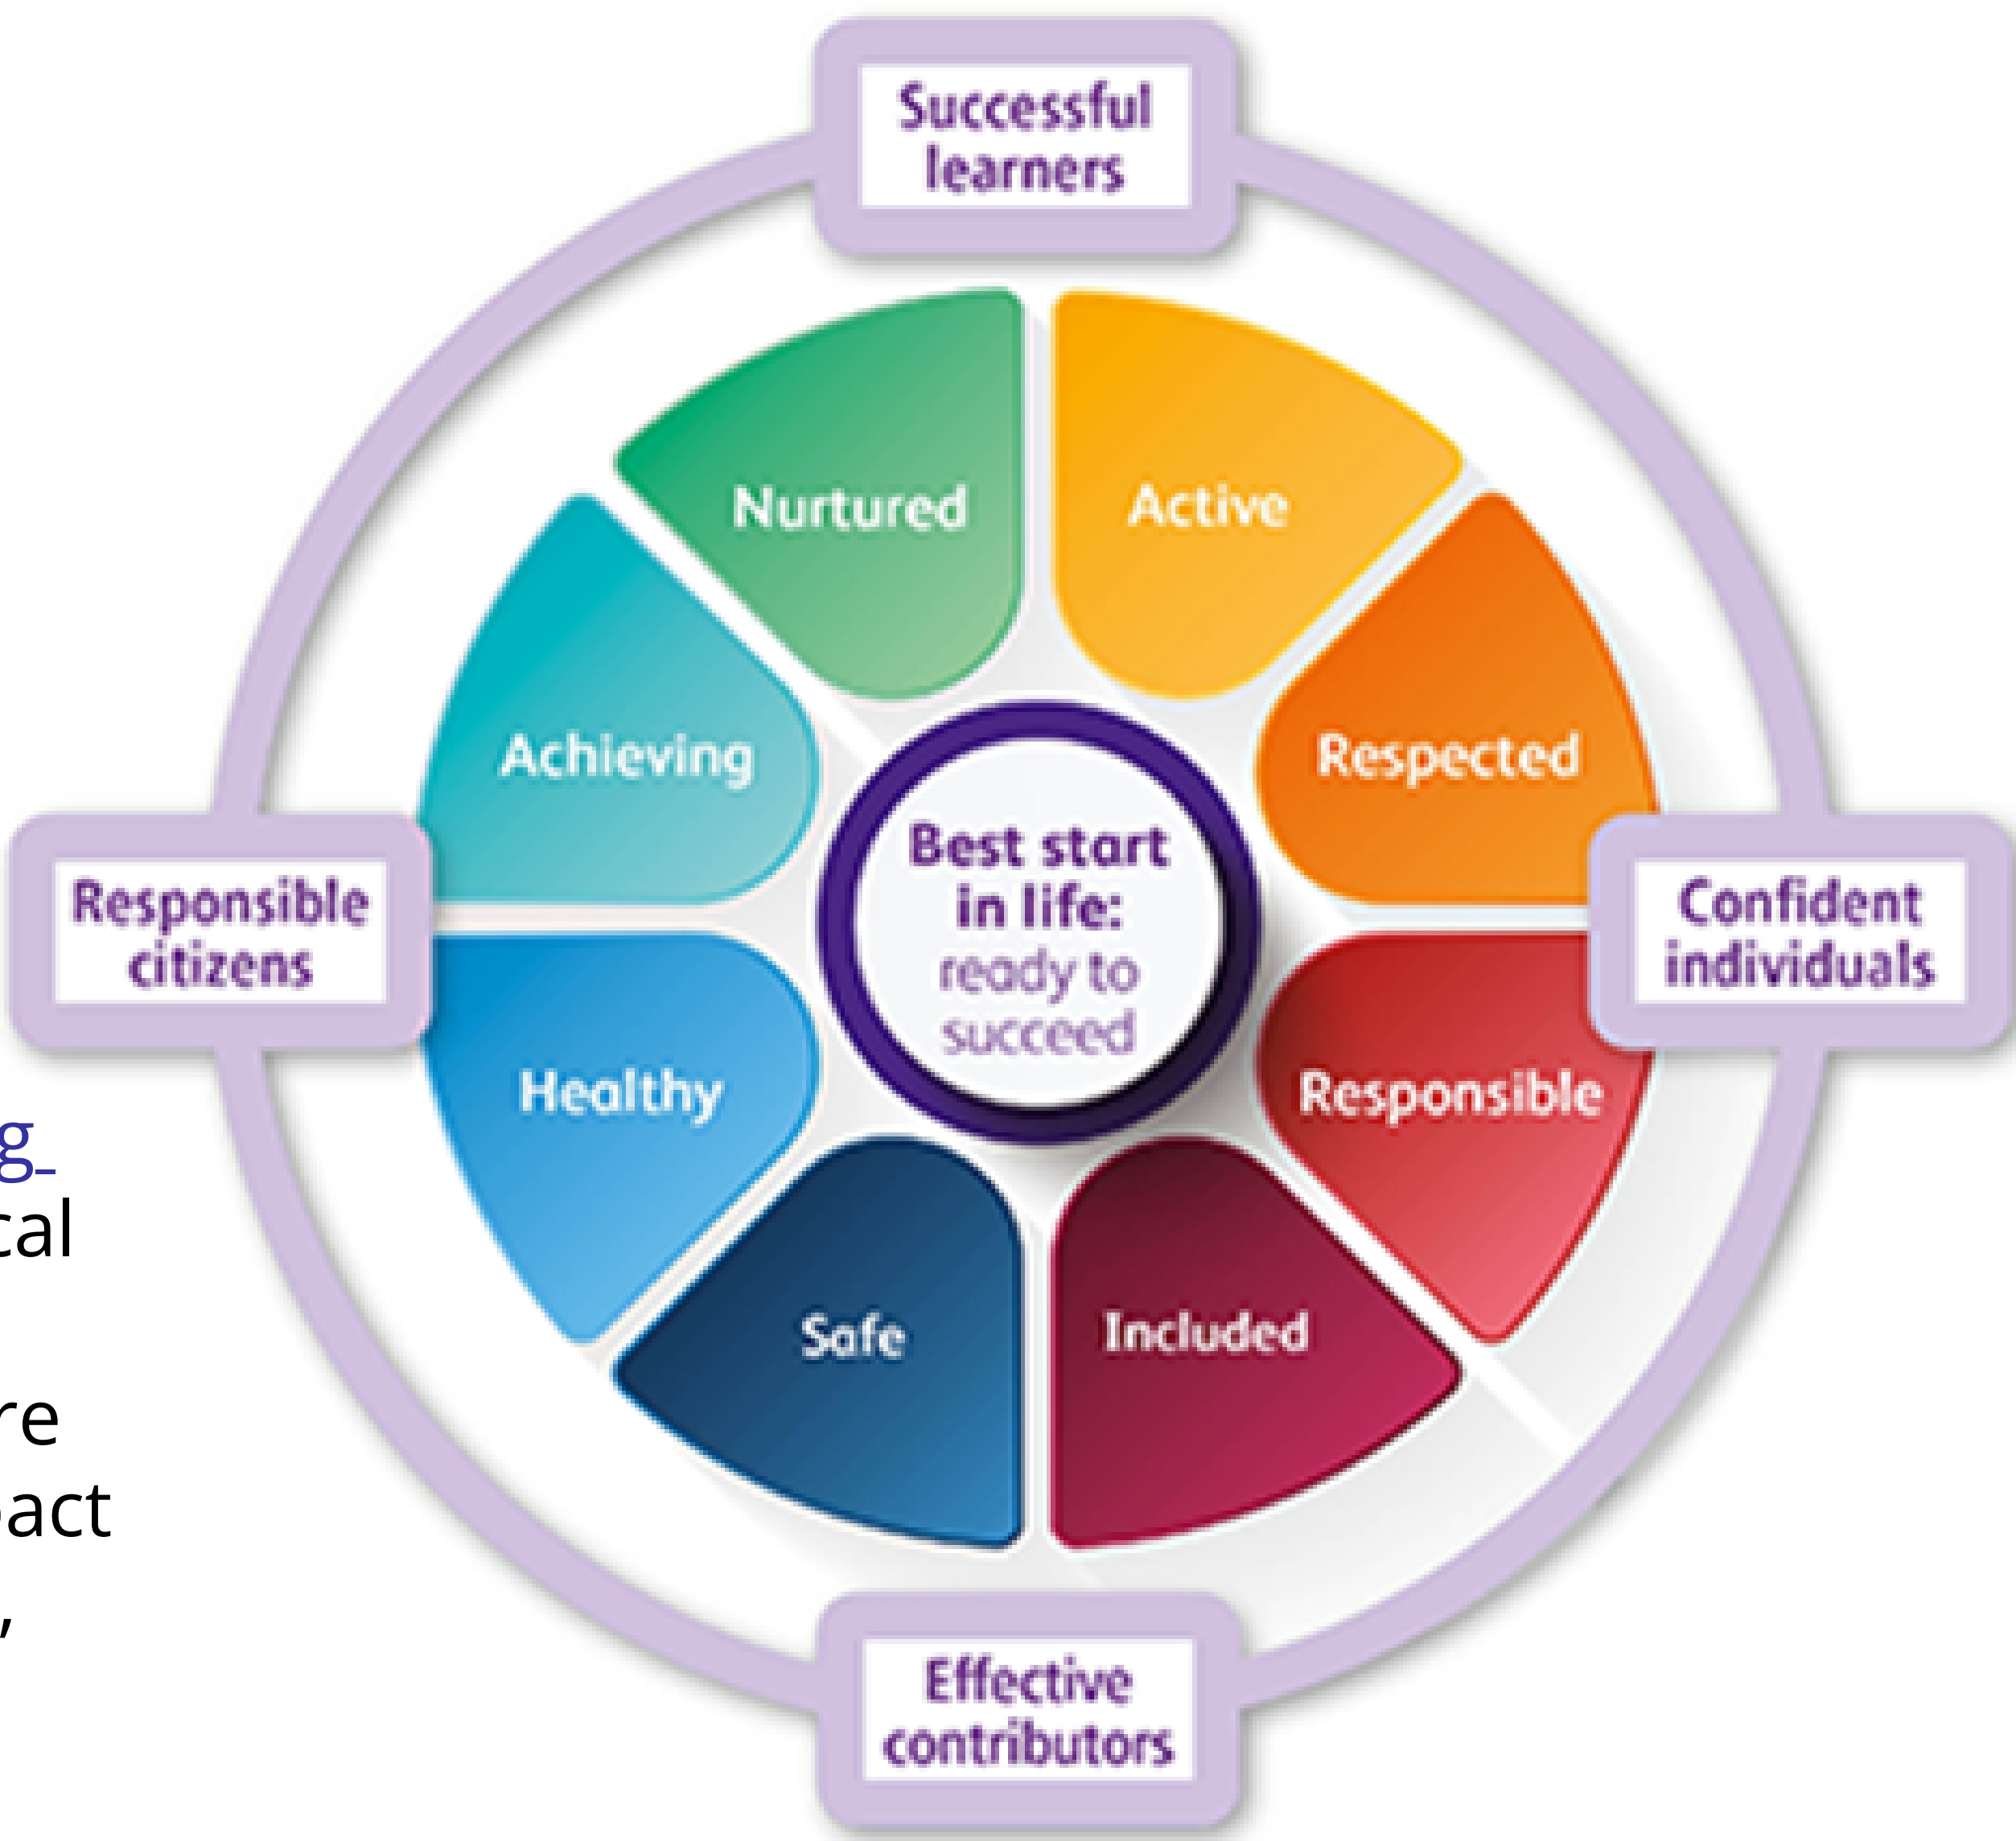 Successful
learners
Nurtured
Active
Achieving
Respected
Best start
in life:
ready to
succeed
Responsible
citizens
Confident
individuals
Healthy
Responsible
Safe
Included
Effective
contributors